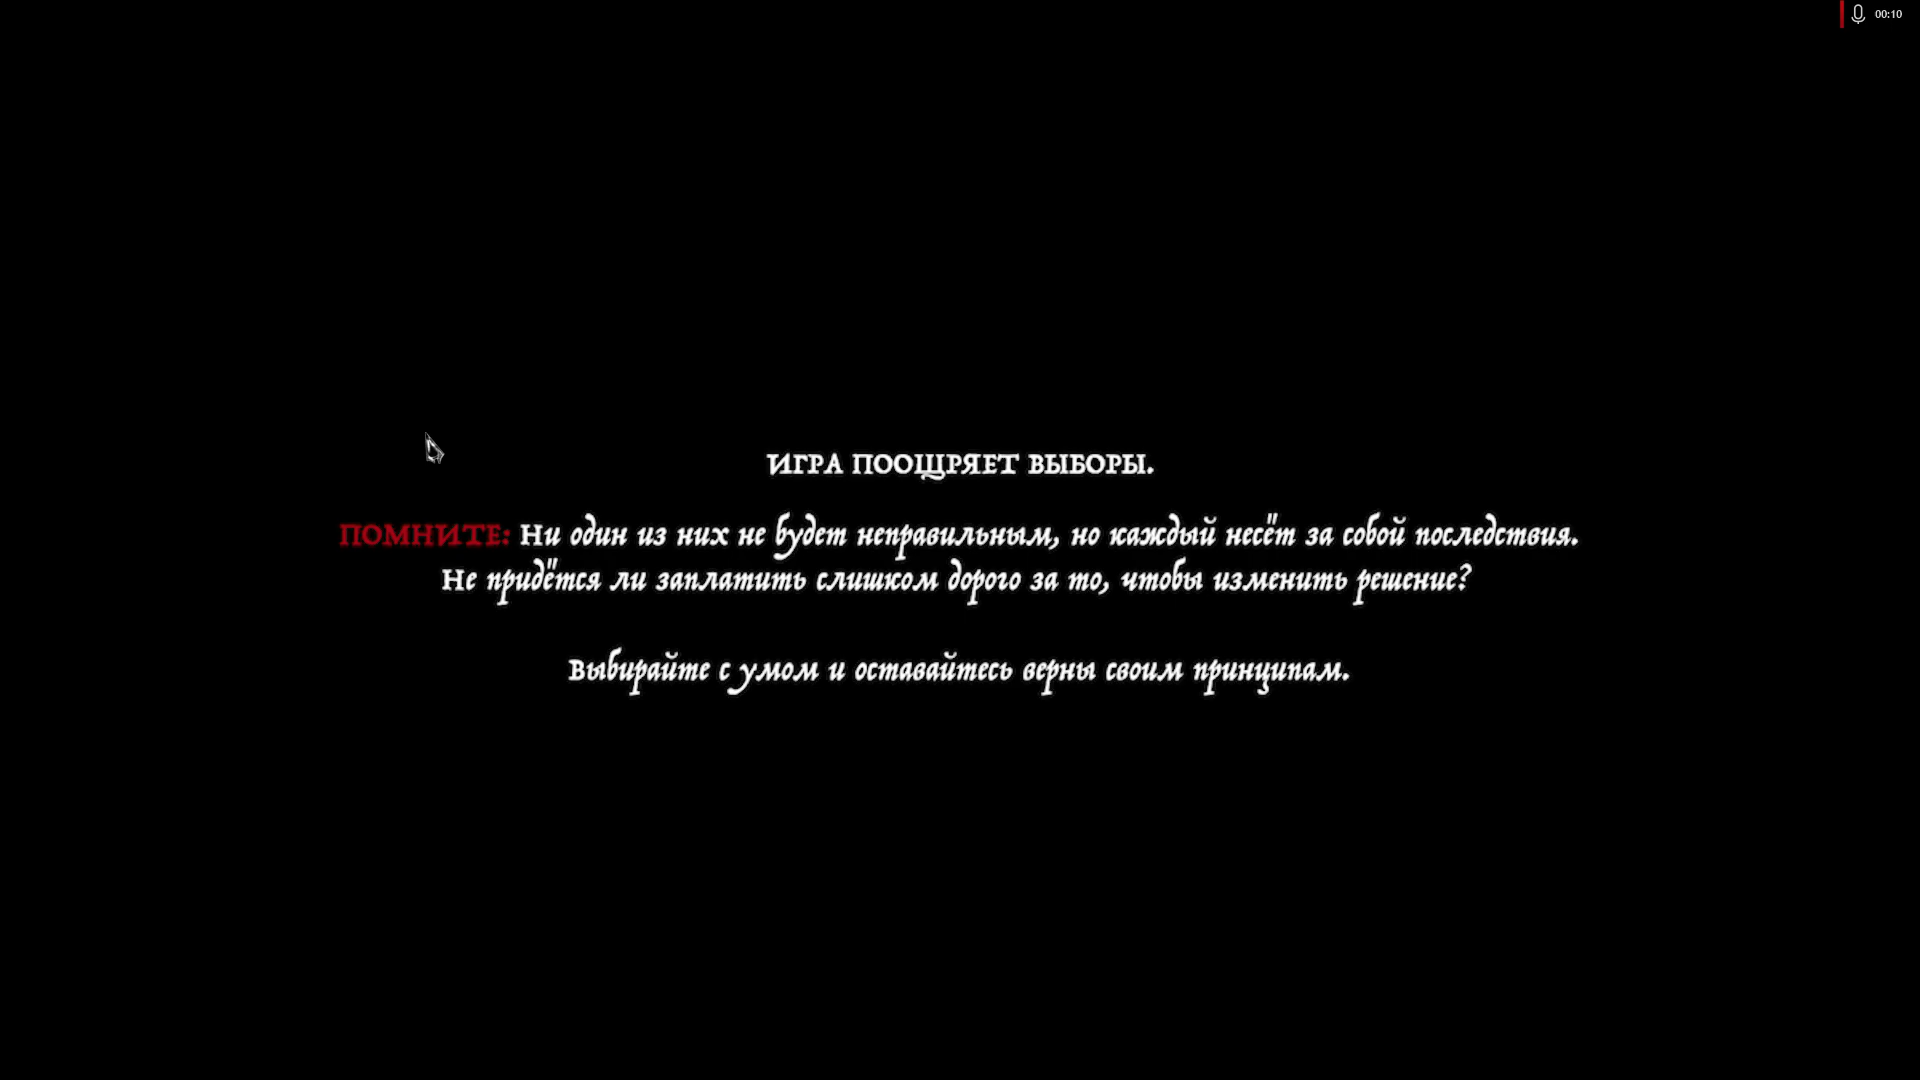 00:10
ИГРА ПООЩРЯЕТ ВЫБОРЫ.
ПОМНИТЕ: Ни один из них не будет неправильным, но каждый несёт за собой последствия.
Не придётся ли заплатить слишком дорого за то, чтобы изменить решение?
Выбирайте с умом и оставайтесь верны своим принципам.